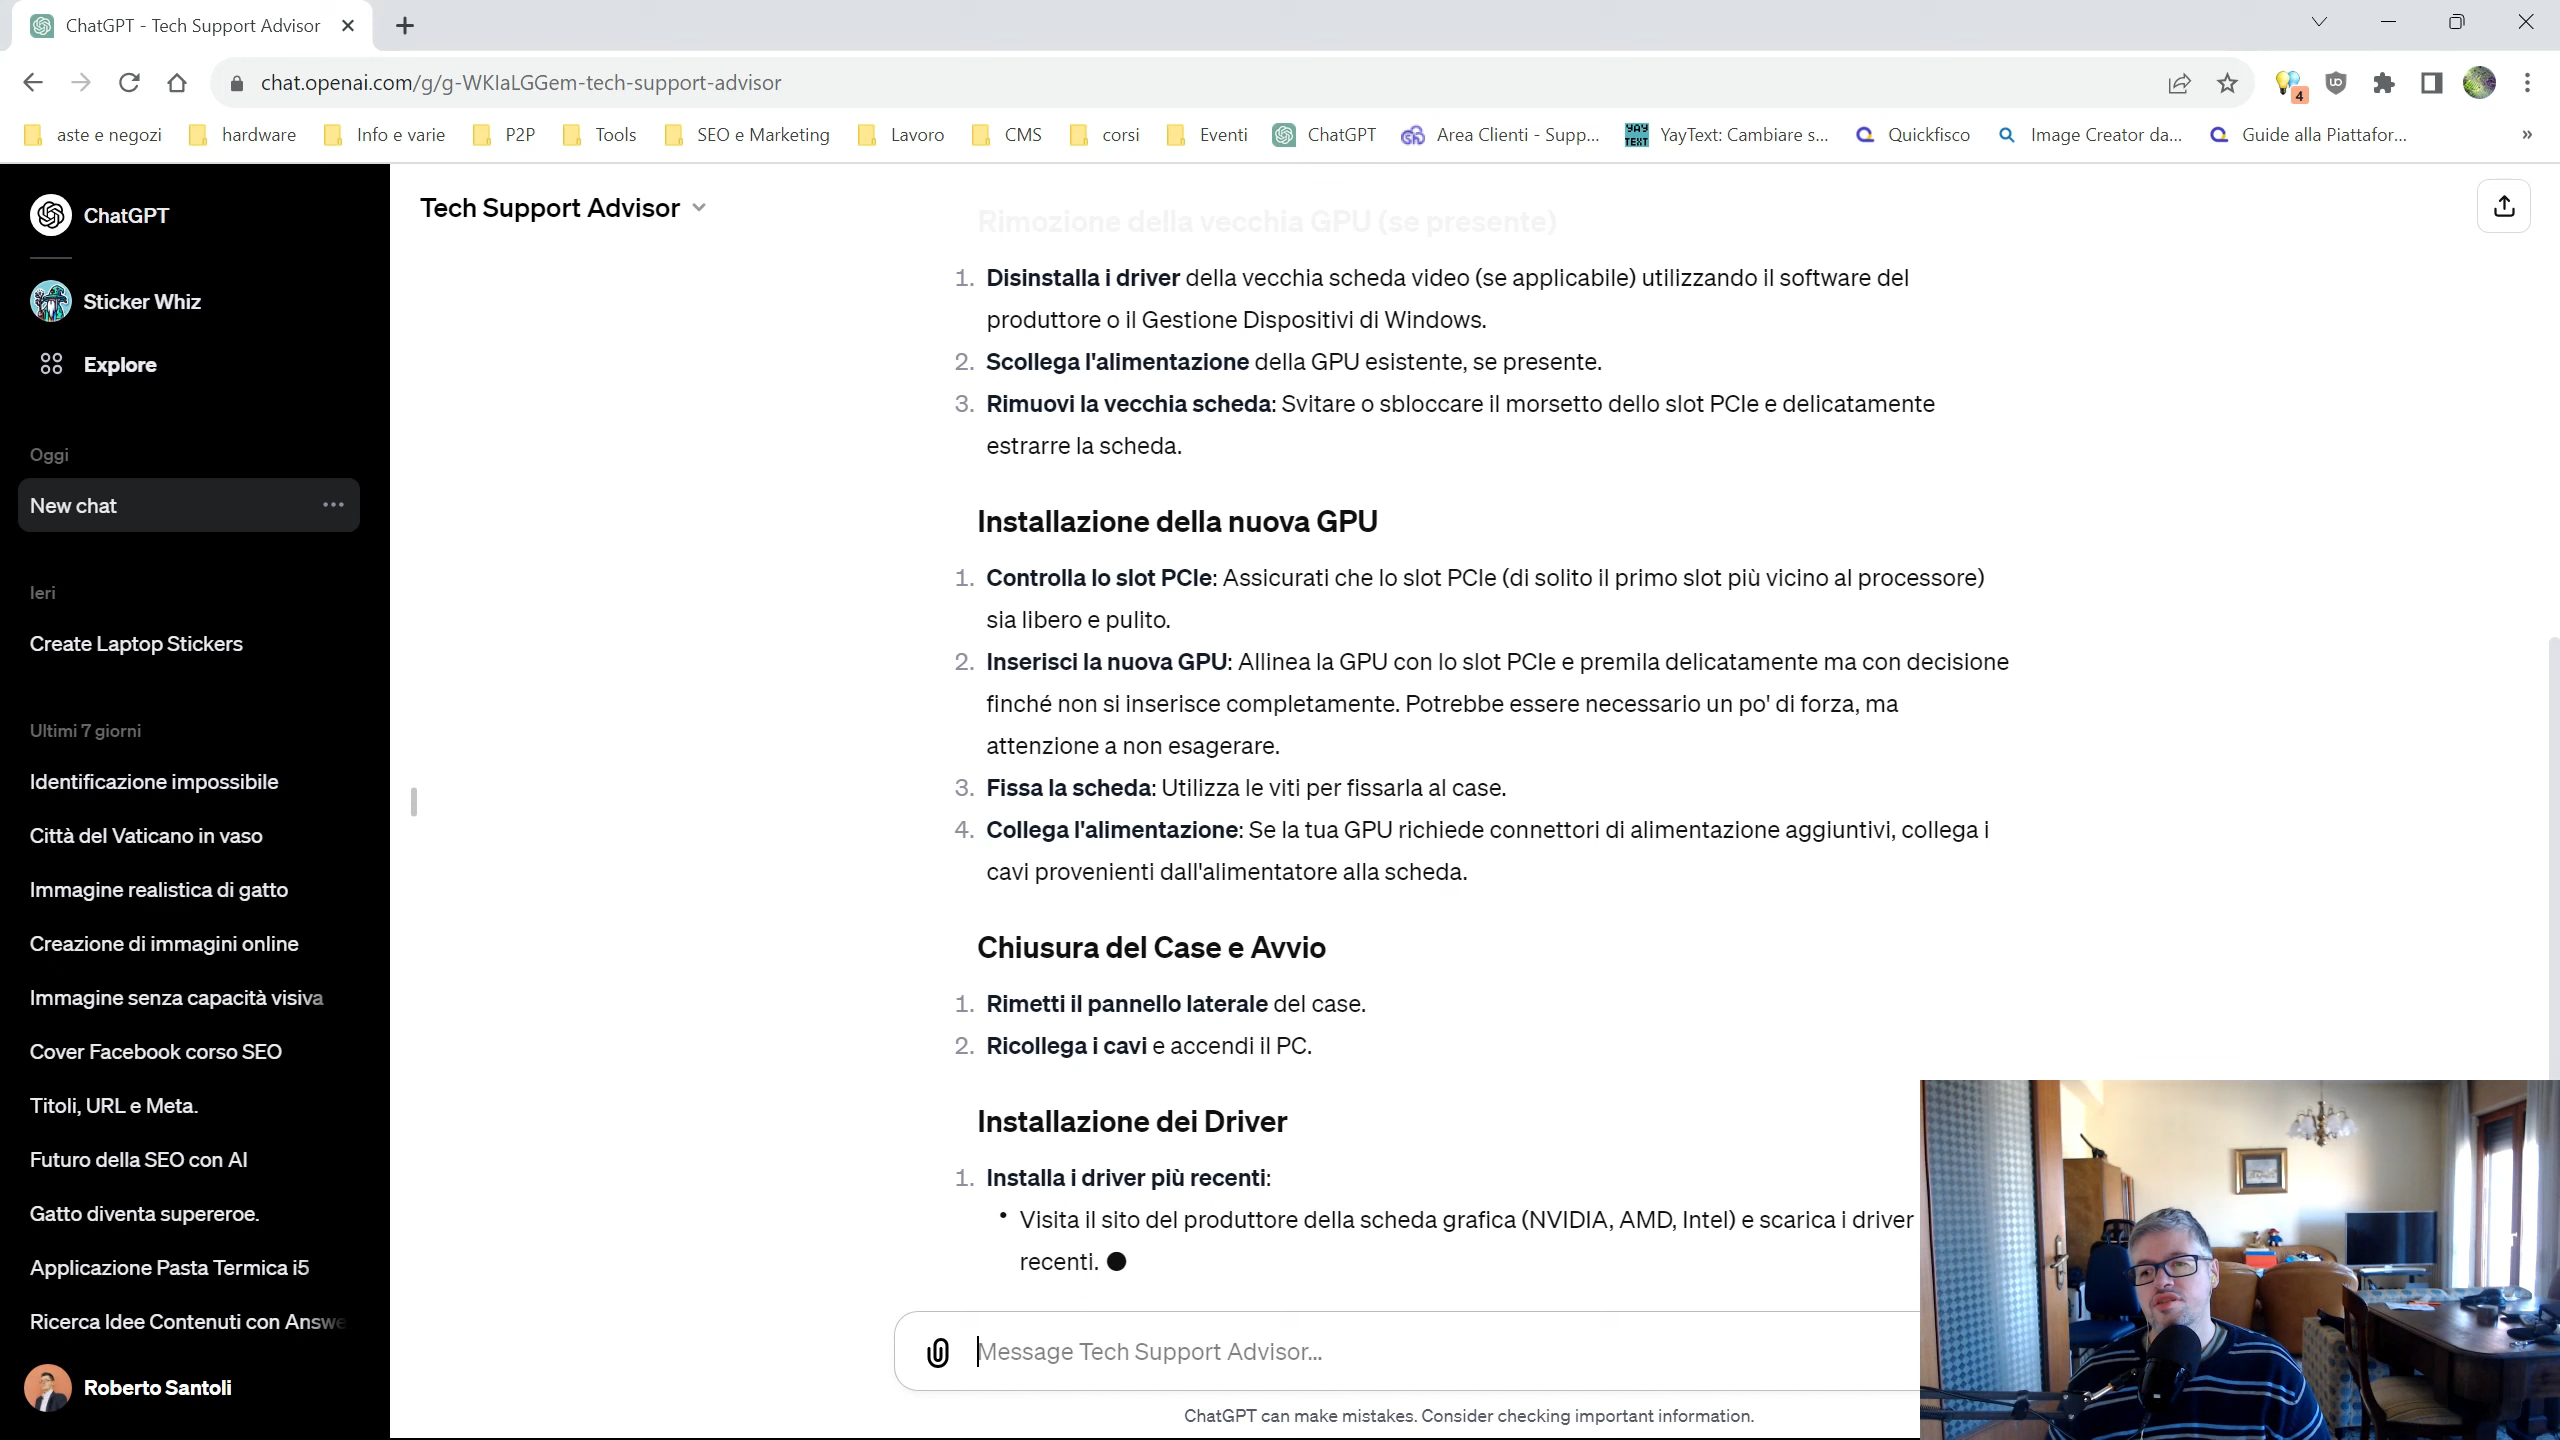 ChatGPT - Tech Support Advisor
chat.openai.com/g/g-WKIaLGGem-tech-support-advisor
4
aste e negozi
hardware
Info e varie
P2P
Tools
SEO e Marketing
Lavoro
CMS
corsi
Eventi
ChatGPT
Area Clienti - Supp...
YAY TEXT
YayText: Cambiare s...
Quickfisco
Image Creator da...
Guide alla Piattafor...
»
ChatGPT
Sticker Whiz
Explore
Oggi
New chat
Ieri
Create Laptop Stickers
Ultimi 7 giorni
Identificazione impossibile
Città del Vaticano in vaso
Immagine realistica di gatto
Creazione di immagini online
Immagine senza capacità visiva
Cover Facebook corso SEO
Titoli, URL e Meta.
Futuro della SEO con AI
Gatto diventa supereroe.
Applicazione Pasta Termica i5
Ricerca Idee Contenuti con Answe
Roberto Santoli
Tech Support Advisor
Rimozione della vecchia GPU (se presente)
1. Disinstalla i driver della vecchia scheda video (se applicabile) utilizzando il software del
produttore o il Gestione Dispositivi di Windows.
2. Scollega l'alimentazione della GPU esistente, se presente.
3. Rimuovi la vecchia scheda: Svitare o sbloccare il morsetto dello slot PCIe e delicatamente
estrarre la scheda.
Installazione della nuova GPU
1. Controlla lo slot PCIe: Assicurati che lo slot PCIe (di solito il primo slot più vicino al processore)
sia libero e pulito.
2. Inserisci la nuova GPU: Allinea la GPU con lo slot PCIe e premila delicatamente ma con decisione
finché non si inserisce completamente. Potrebbe essere necessario un po' di forza, ma
attenzione a non esagerare.
3. Fissa la scheda: Utilizza le viti per fissarla al case.
4. Collega l'alimentazione: Se la tua GPU richiede connettori di alimentazione aggiuntivi, collega i
cavi provenienti dall'alimentatore alla scheda.
Chiusura del Case e Avvio
1. Rimetti il pannello laterale del case.
2. Ricollega i cavi e accendi il PC.
Installazione dei Driver
1. Installa i driver più recenti:
• Visita il sito del produttore della scheda grafica (NVIDIA, AMD, Intel) e scarica i driver
recenti.
Message Tech Support Advisor...
ChatGPT can make mistakes. Consider checking important information.